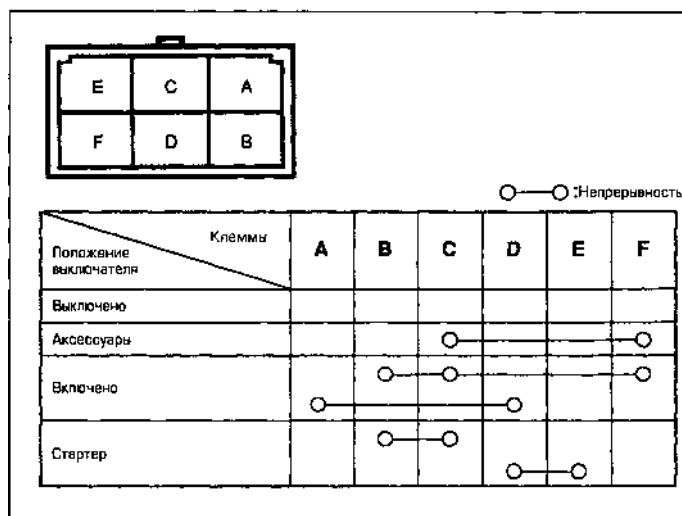 E C A
F D B
:Непрерывность
Клеммы
Положение
выключателя
A B C D E F
Выключено
Аксессуары
Включено
Стартер